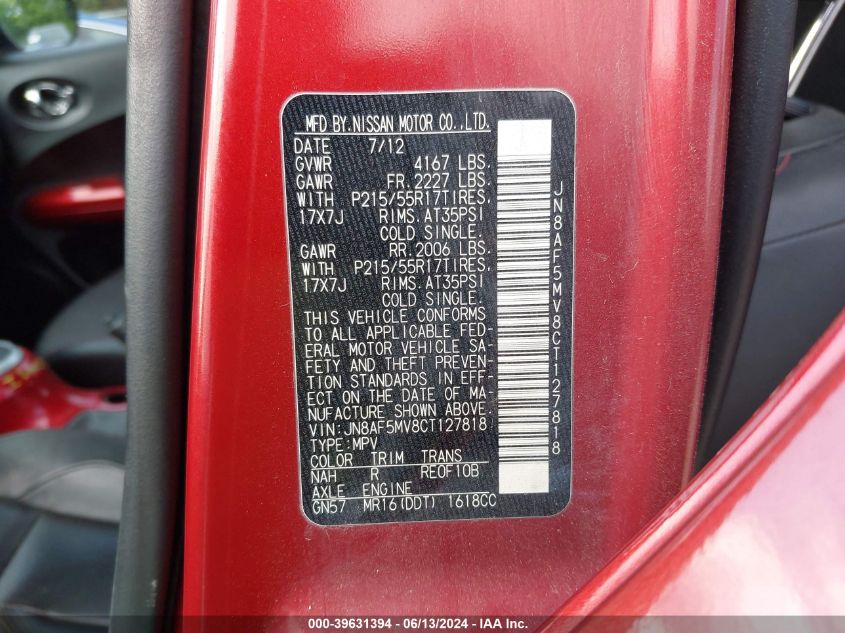 MFD BY.NISSAN MOTOR CO.,LTD.
DATE 7/12
GVWR 4167 LBS.
GAWR FR.2227 LBS.
WITH P215/55R17TIRES.
17X7J RIMS.AT35PSI
COLD SINGLE.
GAWR RR.2006 LBS.
WITH P215/55R17TIRES.
17X7J RIMS.AT35PSI
COLD SINGLE.
THIS VEHICLE CONFORMS
TO ALL APPLICABLE FED-
ERAL MOTOR VEHICLE SA-
FETY AND THEFT PREVEN-
TION STANDARDS IN EFF-
ECT ON THE DATE OF MA-
NUFACTURE SHOWN ABOVE.
VIN:JN8AF5MV8CT127818
TYPE:MPV
COLOR TRIM TRANS
NAH R REOF10B
AXLE ENGINE
GN57 MR16(DDT) 1618CC
JN8AF5MV8CT127818
000-39631394 - 06/13/2024 - IAA, Inc.